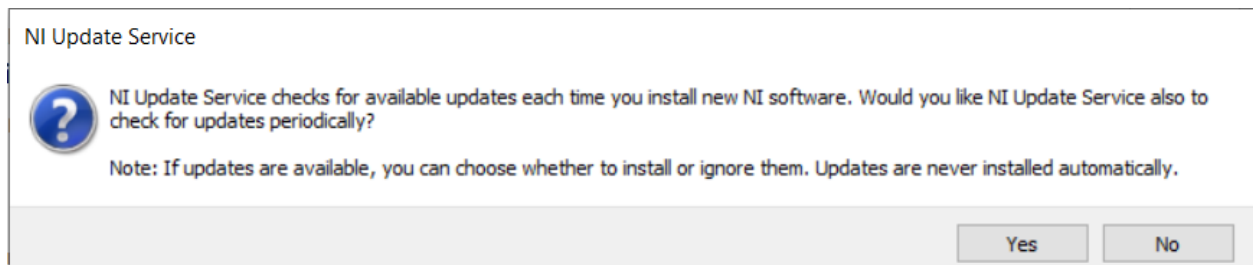 NI Update Service
NI Update Service checks for available updates each time you install new NI software. Would you like NI Update Service also to
check for updates periodically?
Note: If updates are available, you can choose whether to install or ignore them. Updates are never installed automatically.
Yes
No